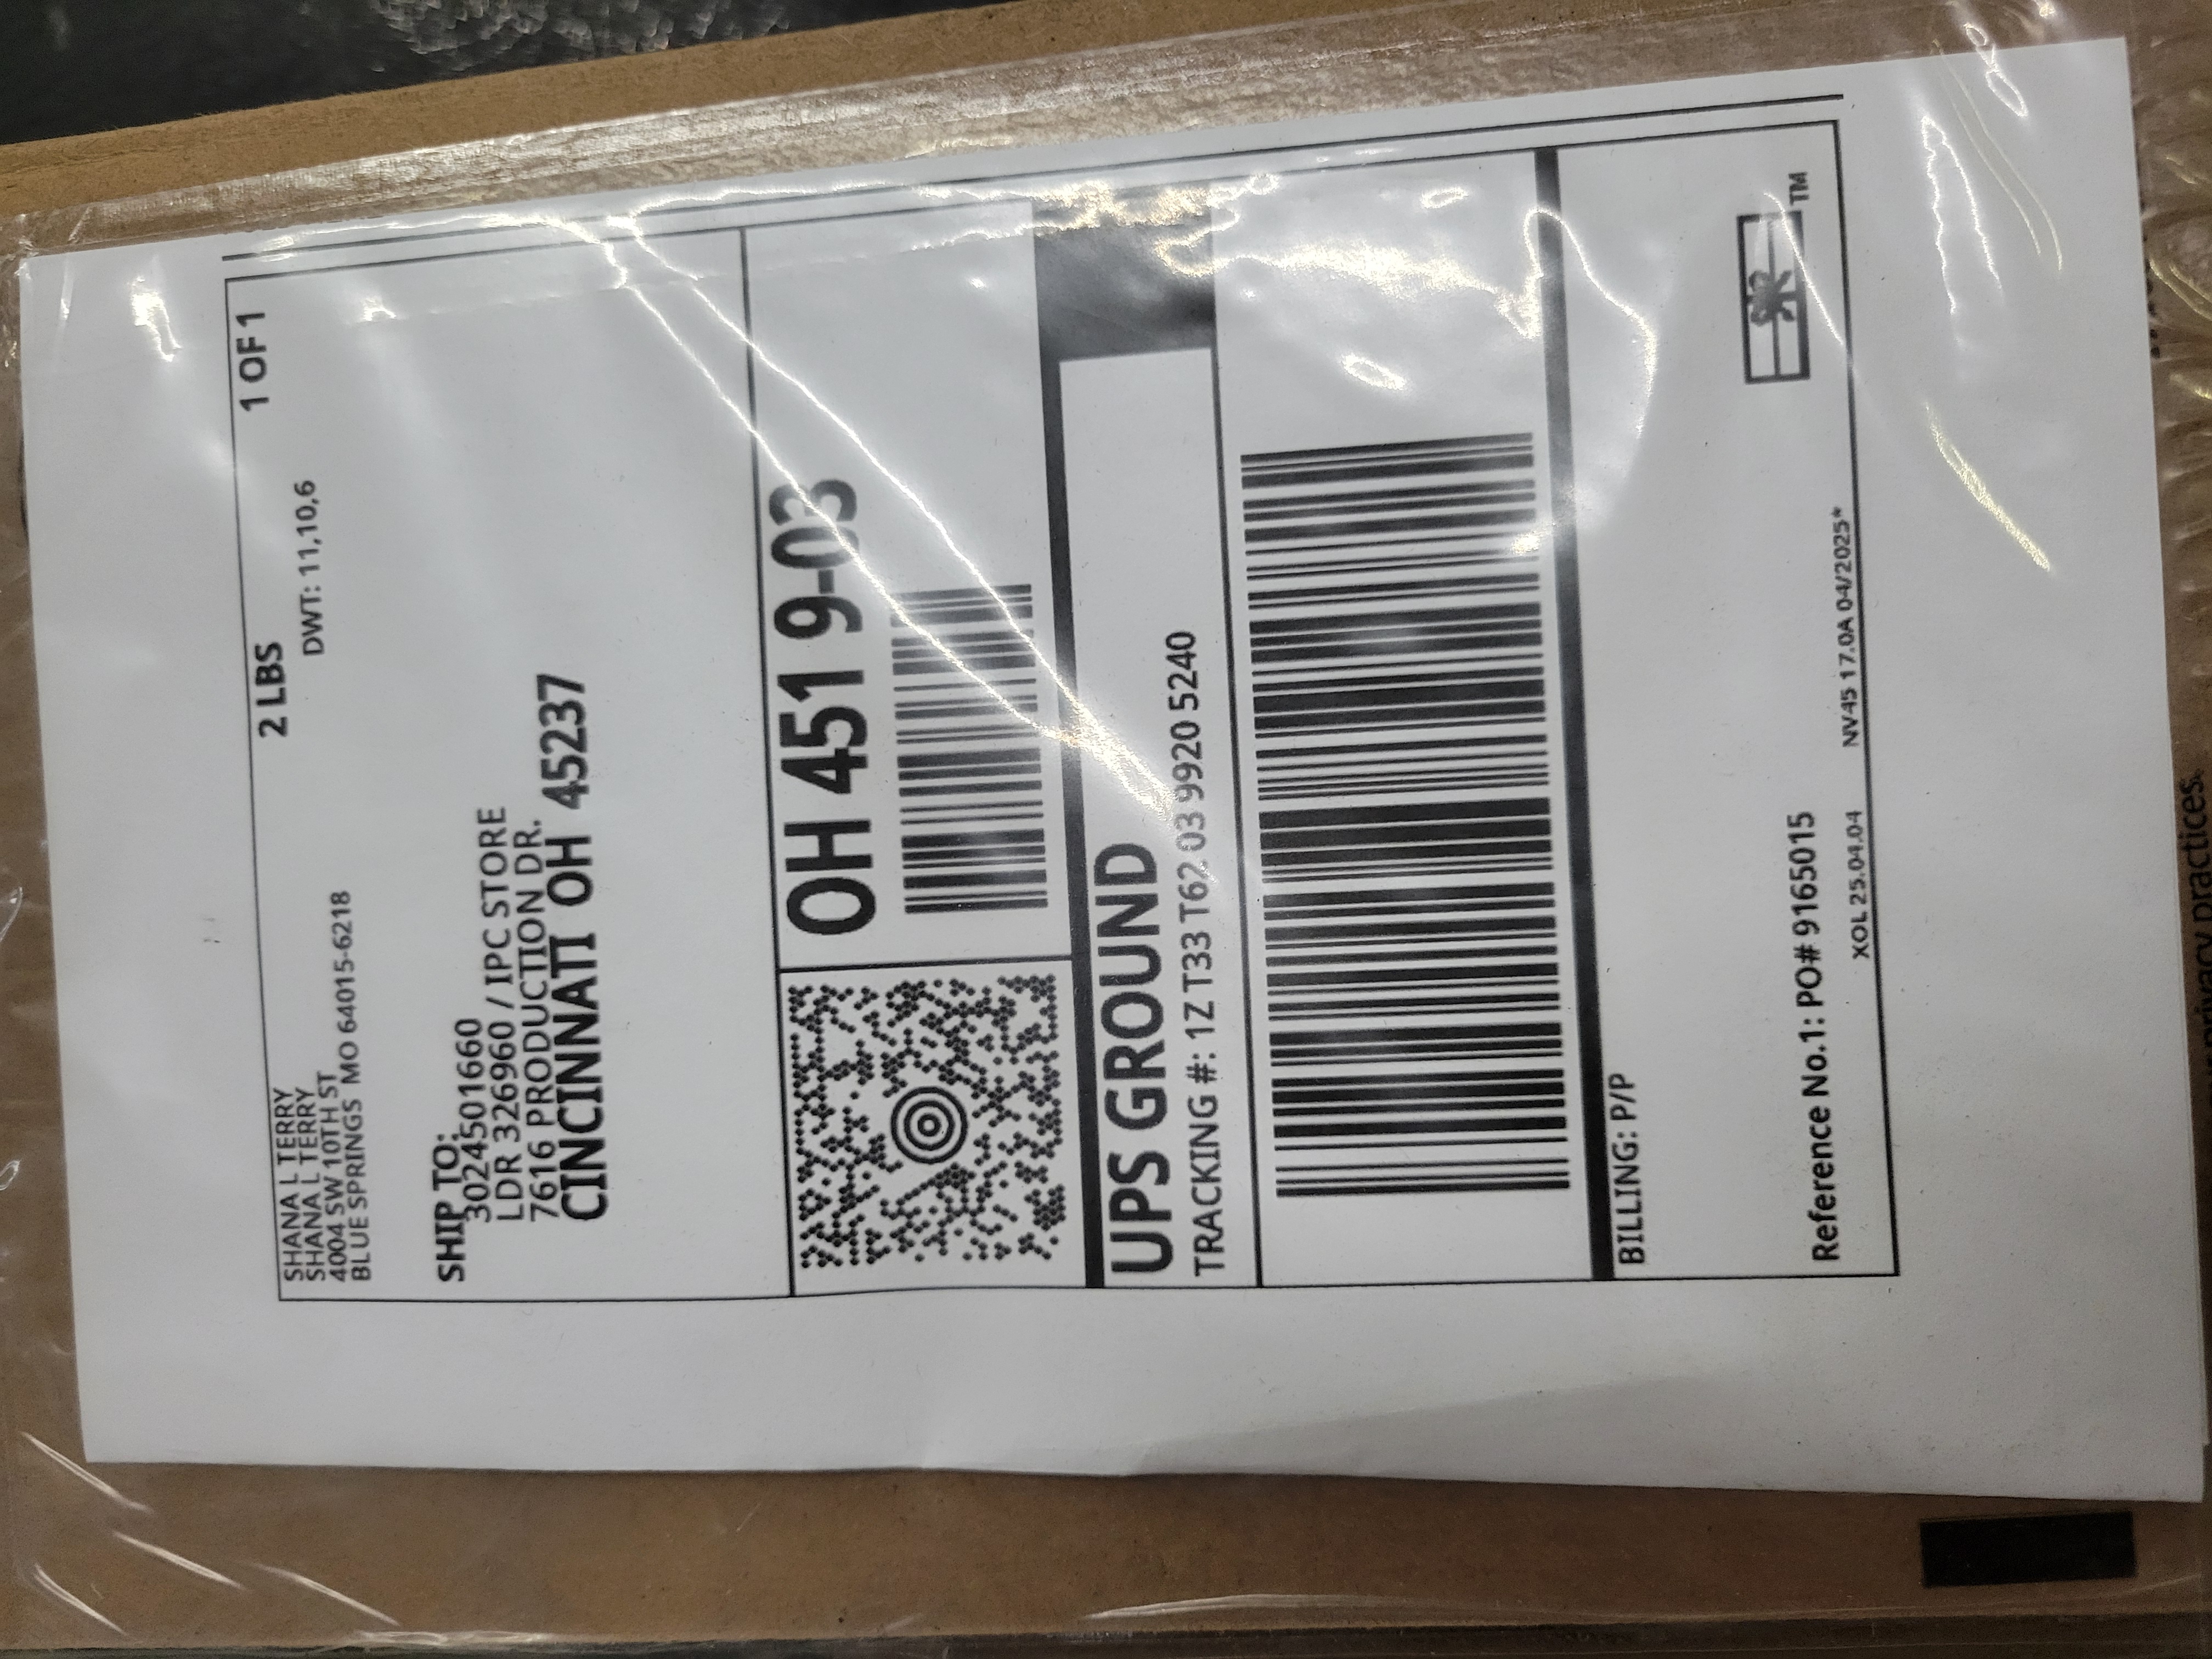 SHANA L TERRY
SHANA L TERRY
4004 SW 10TH ST
BLUE SPRINGS MO 64015-6218
2 LBS
1 OF 1
DWT: 11,10,6
SHIP TO:
3024501660
LDR 326960 / IPC STORE
7616 PRODUCTION DR.
CINCINNATI OH 45237
OH 451 9-03
UPS GROUND
TRACKING #: 1Z T33 T62 03 9920 5240
BILLING: P/P
Reference No.1: PO# 9165015
XOL 25.04.04
NV45 17.0A 04/2025*
TM
privacy practices.